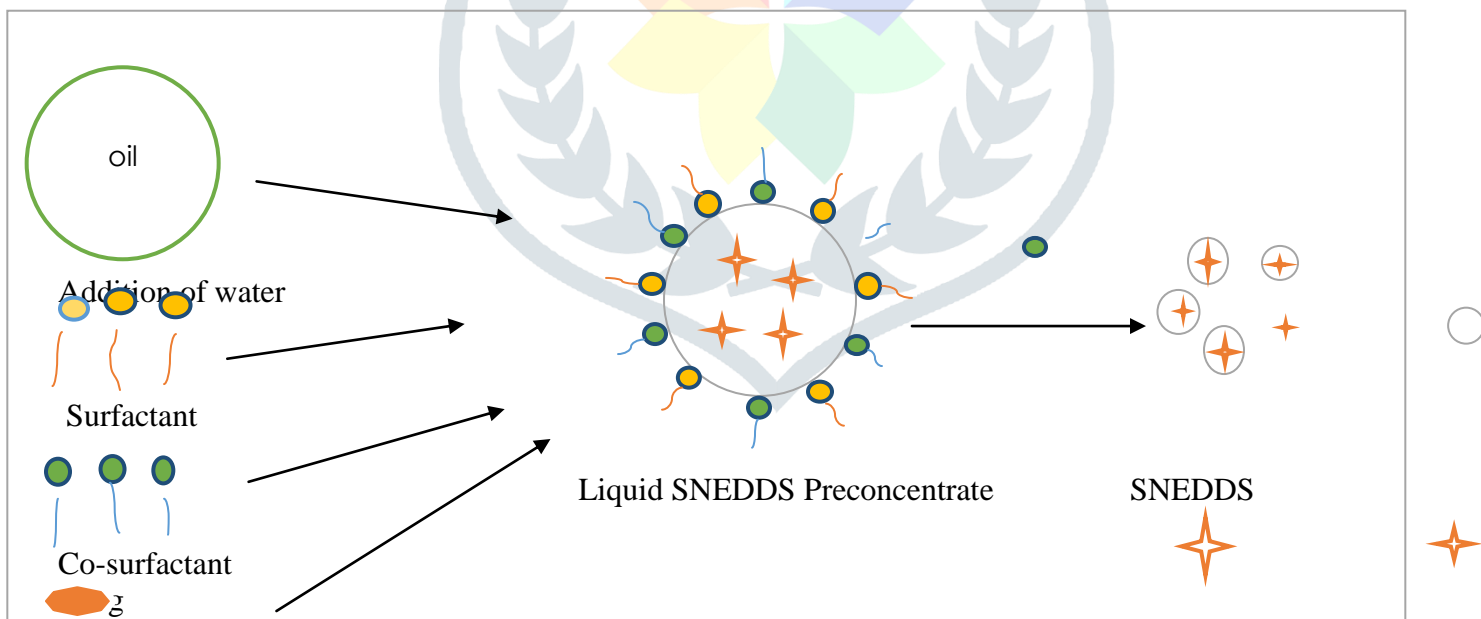 oil
Addition of water
Surfactant
Liquid SNEDDS Preconcentrate
SNEDDS
Co-surfactant
g